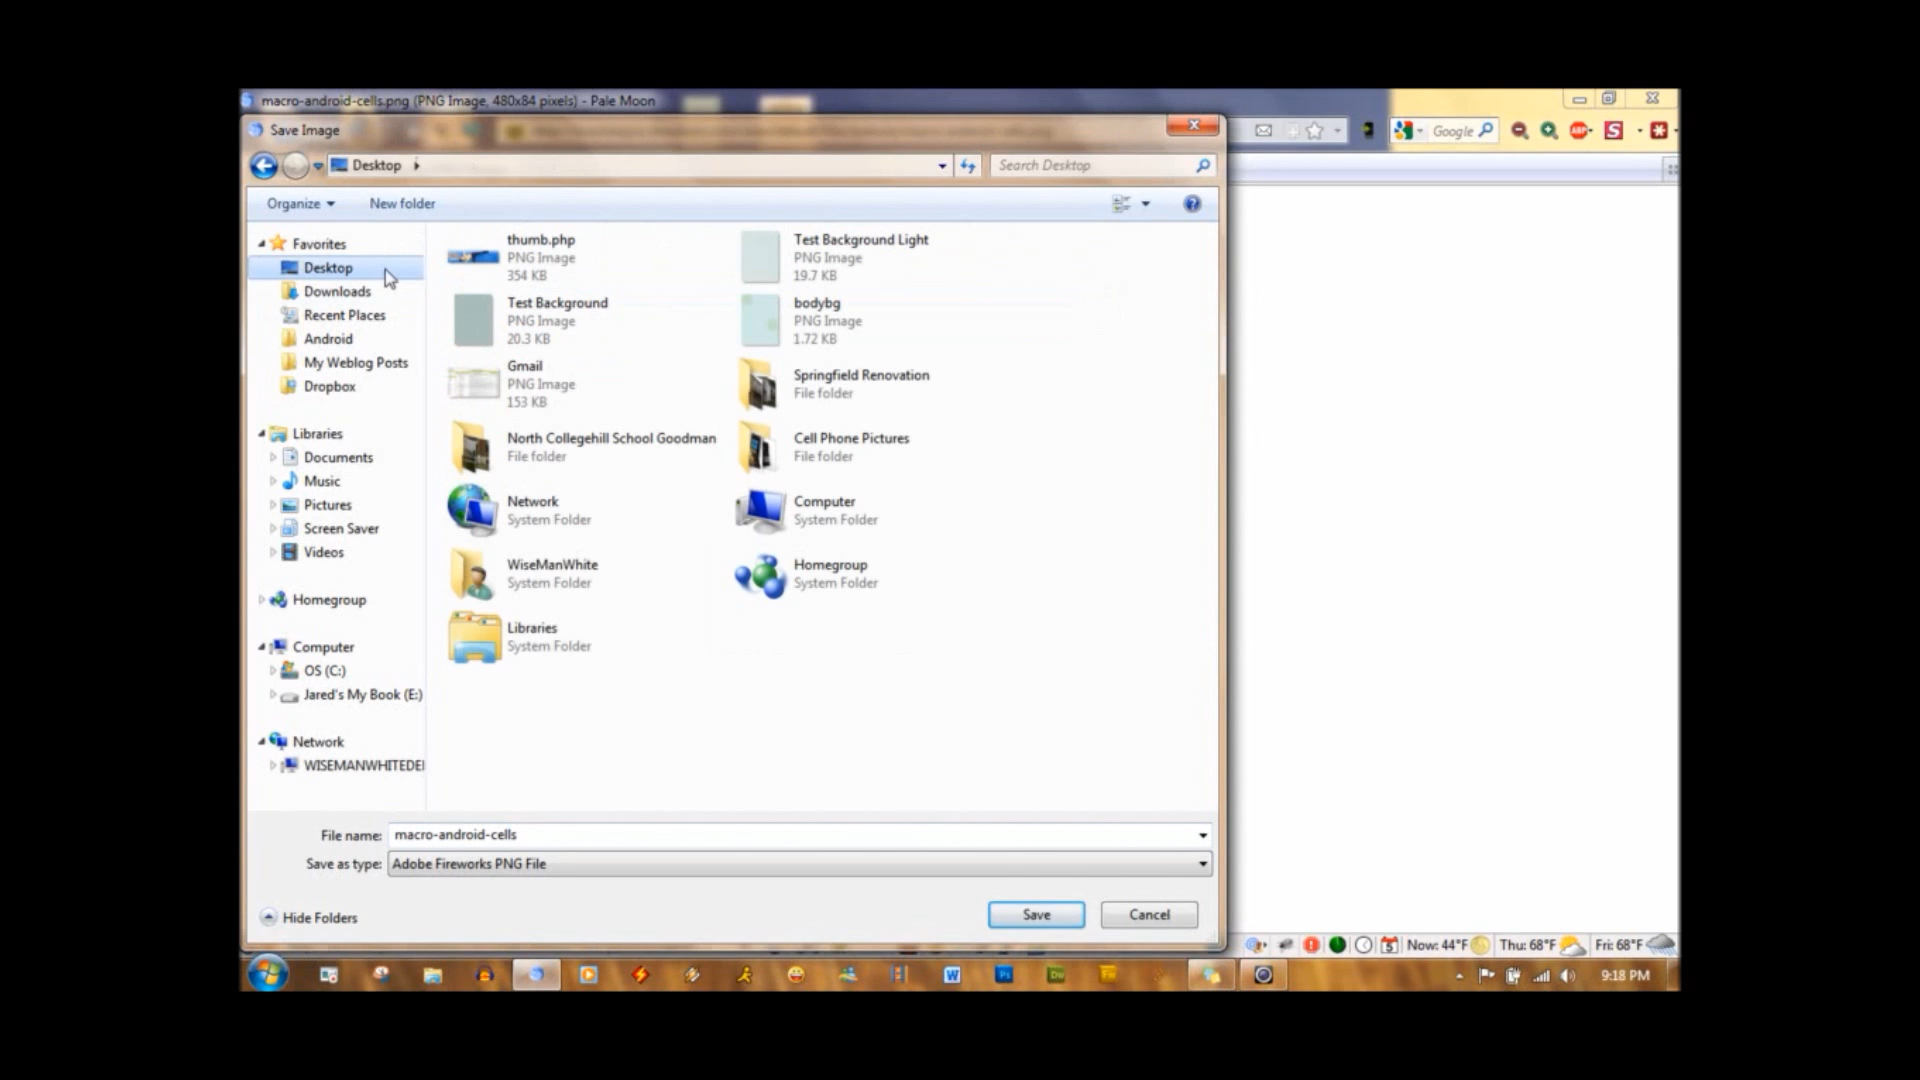 macro-android-cells.png (PNG Image, 480x84 pixels) - Pale Moon
Save Image
Google
Desktop
Search Desktop
Organize
New folder
Favorites
Desktop
Downloads
Recent Places
Android
My Weblog Posts
Dropbox
Libraries
Documents
Music
Pictures
Screen Saver
Videos
Homegroup
Computer
OS (C:)
Jared's My Book (E:)
Network
WISEMANWHITEDE
thumb.php
PNG Image
354 KB
Test Background Light
PNG Image
19.7 KB
Test Background
PNG Image
20.3 KB
bodybg
PNG Image
1.72 KB
Gmail
PNG Image
153 KB
Springfield Renovation
File folder
North Collegehill School Goodman
File folder
Cell Phone Pictures
File folder
Network
System Folder
Computer
System Folder
WiseManWhite
System Folder
Homegroup
System Folder
Libraries
System Folder
File name: macro-android-cells
Save as type: Adobe Fireworks PNG File
Hide Folders
Save
Cancel
Now: 44°F
Thu: 68°F
Fri: 68°F
9:18 PM